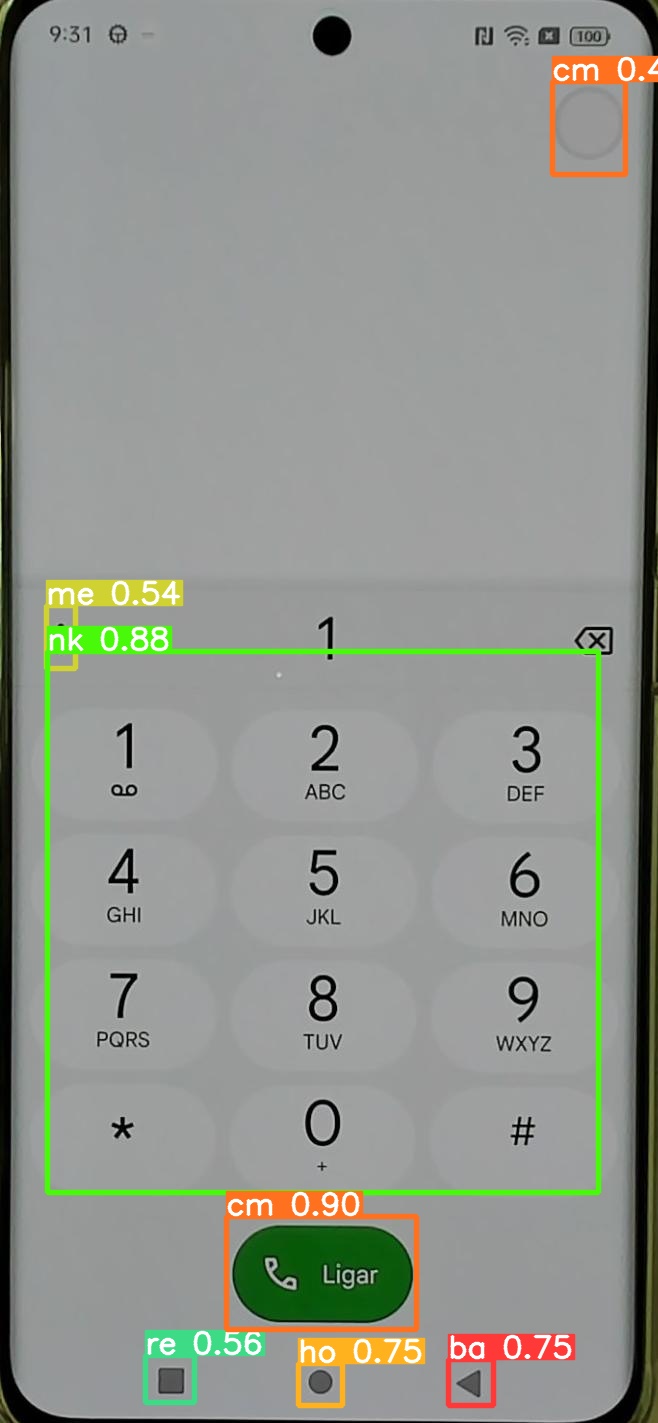 9:31 100
cm 0.4
me 0.54
1
nk 0.88
1 2 3
ABC DEF
4 5 6
GHI JKL MNO
7 8 9
PQRS TUV WXYZ
* 0 #
+
cm 0.90
Ligar
re 0.56 ho 0.75 ba 0.75